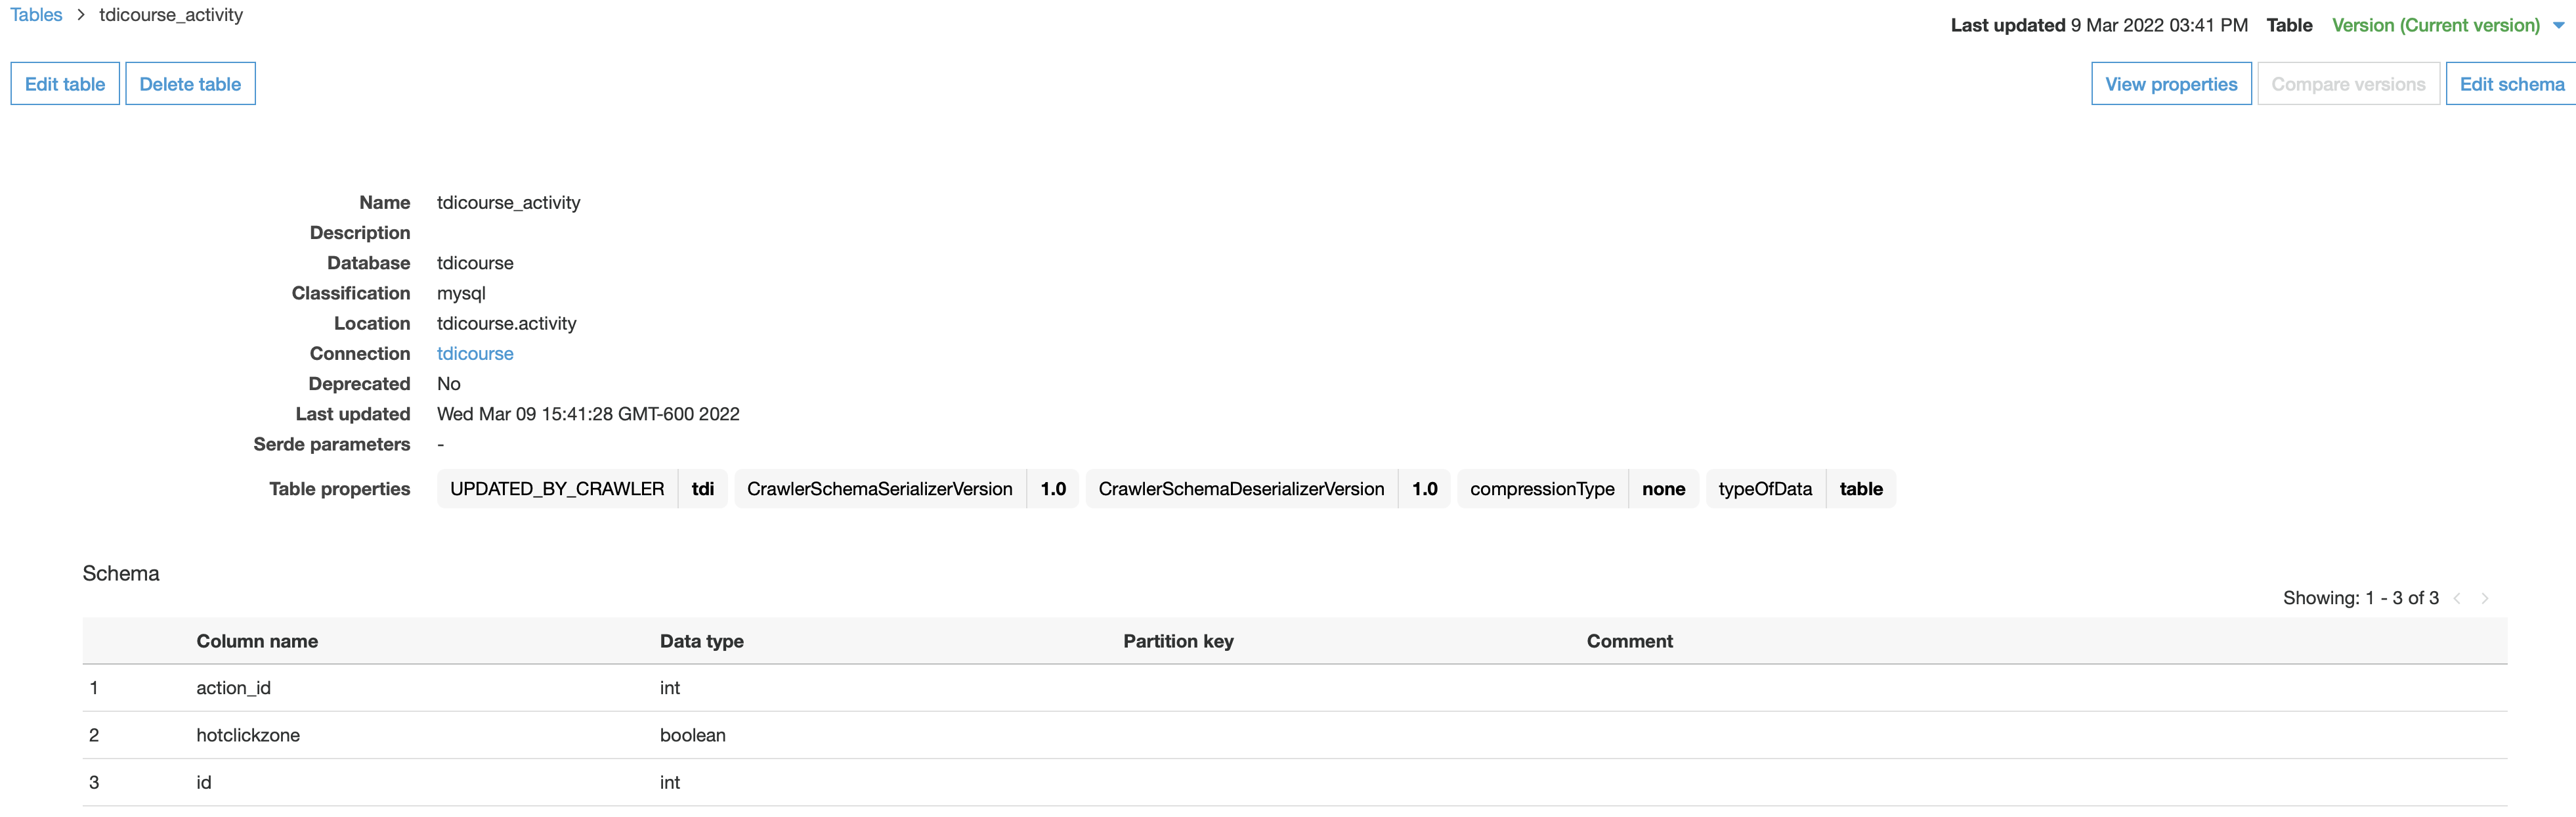 Tables > tdicourse_activity
Last updated 9 Mar 2022 03:41 PM Table Version (Current version)
Edit table Delete table View properties Compare versions Edit schema
Name tdicourse_activity
Description
Database tdicourse
Classification mysql
Location tdicourse.activity
Connection tdicourse
Deprecated No
Last updated Wed Mar 09 15:41:28 GMT-600 2022
Serde parameters -
Table properties UPDATED_BY_CRAWLER tdi CrawlerSchemaSerializerVersion 1.0 CrawlerSchemaDeserializerVersion 1.0 compressionType none typeOfData table
Schema
Showing: 1 - 3 of 3 < >
Column name Data type Partition key Comment
1 action_id int
2 hotclickzone boolean
3 id int